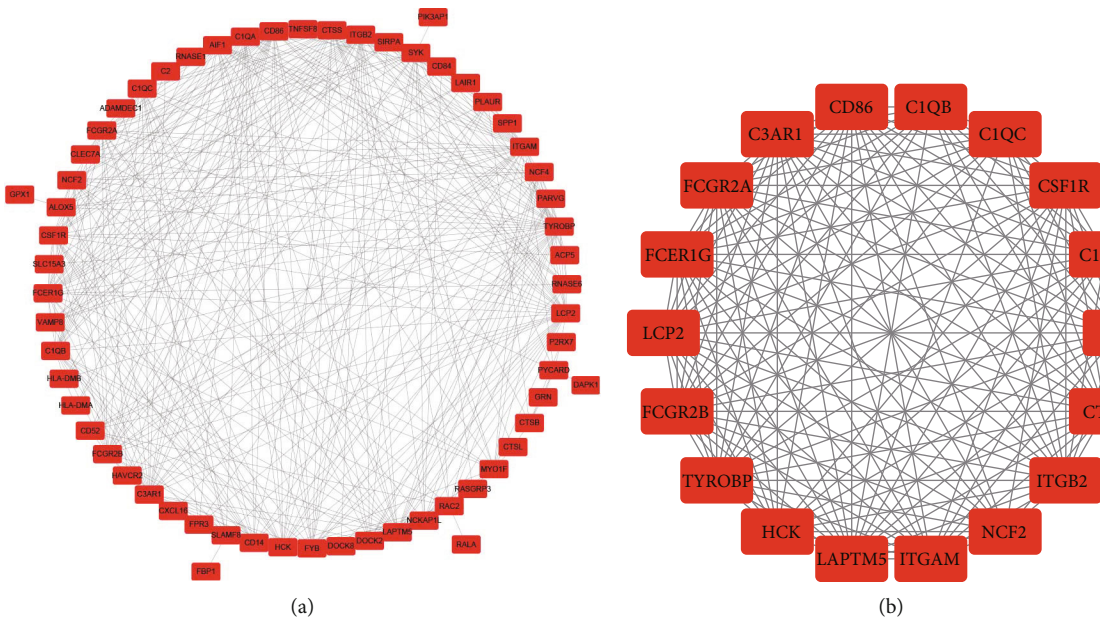 PIK3AP1
TNFSF8
CD86
CTSS
C1QA
ITGB2
AIF1
SIRPA
RNASE1
SYK
C2
CD84
C1QC
LAIR1
ADAMDEC1
PLAUR
FCGR2A
SPP1
CLEC7A
ITGAM
NCF2
NCF4
GPX1
ALOX5
PARVG
CSF1R
TYROBP
SLC15A3
ACP5
FCER1G
RNASE6
VAMP8
LCP2
C1QB
P2RX7
HLA-DMB
PYCARD
DAPK1
HLA-DMA
GRN
CD52
CTSB
FCGR2B
CTSL
HAVCR2
MYO1F
C3AR1
RASGRP3
CXCL16
RAC2
FPR3
NCKAP1L
SLAMF8
LAPTM5
CD14
DOCK2
HCK
FYB
DOCK8
RALA
FBP1
(a)
CD86
C1QB
C3AR1
C1QC
FCGR2A
CSF1R
FCER1G
C1
LCP2
FCGR2B
CT
TYROBP
ITGB2
HCK
NCF2
LAPTM5
ITGAM
(b)